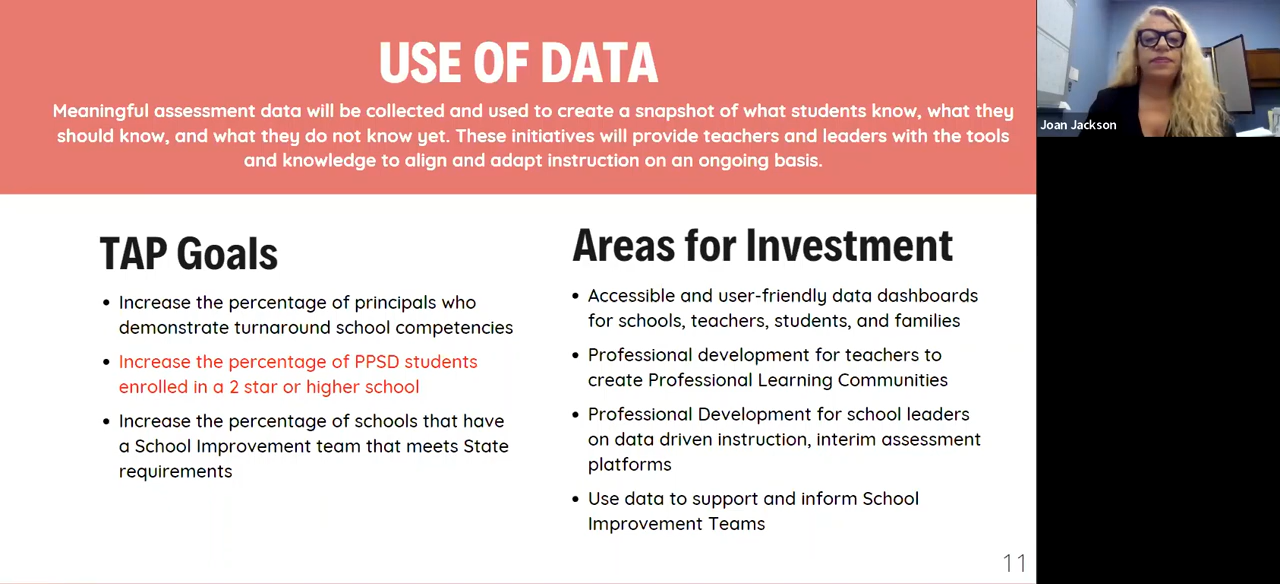 USE OF DATA
Meaningful assessment data will be collected and used to create a snapshot of what students know, what they
should know, and what they do not know yet. These initiatives will provide teachers and leaders with the tools
and knowledge to align and adapt instruction on an ongoing basis.
TAP Goals
• Increase the percentage of principals who
demonstrate turnaround school competencies
• Increase the percentage of PPSD students
enrolled in a 2 star or higher school
• Increase the percentage of schools that have
a School Improvement team that meets State
requirements
Areas for Investment
• Accessible and user-friendly data dashboards
for schools, teachers, students, and families
• Professional development for teachers to
create Professional Learning Communities
• Professional Development for school leaders
on data driven instruction, interim assessment
platforms
• Use data to support and inform School
Improvement Teams
11
Joan Jackson